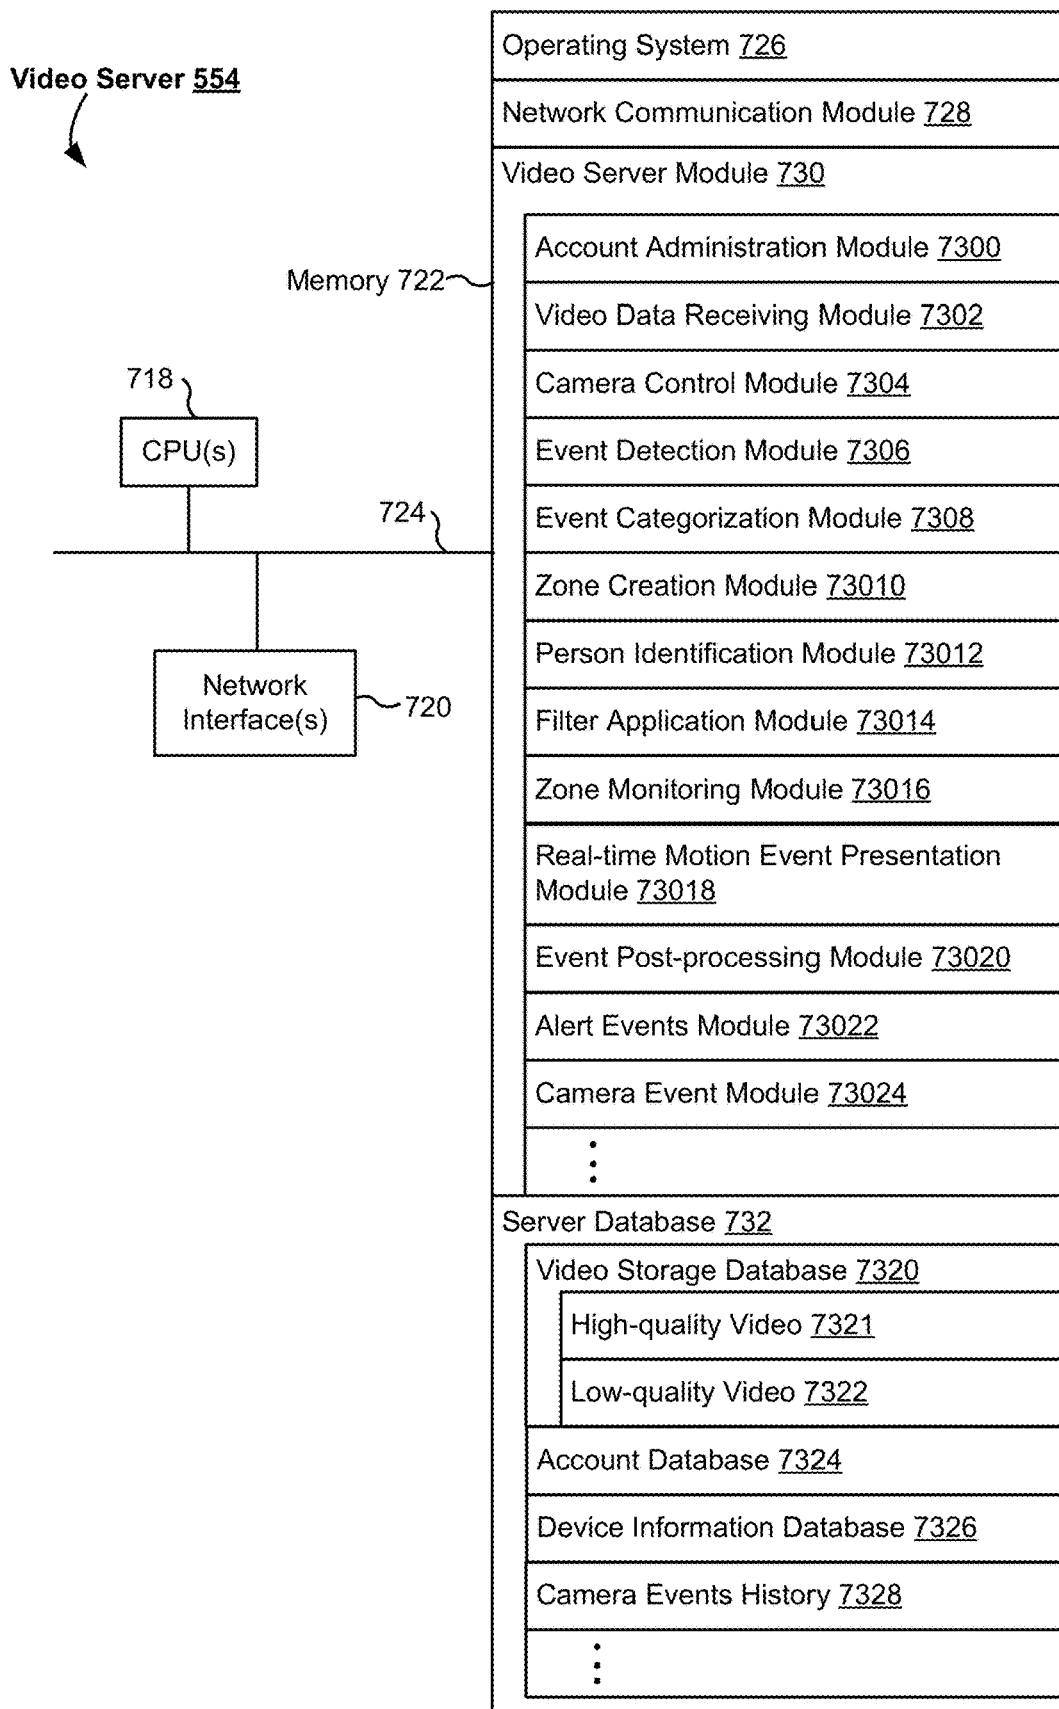 Video Server 554
Memory 722
718
CPU(s)
724
Network
Interface(s)
720
Operating System 726
Network Communication Module 728
Video Server Module 730
Account Administration Module 7300
Video Data Receiving Module 7302
Camera Control Module 7304
Event Detection Module 7306
Event Categorization Module 7308
Zone Creation Module 73010
Person Identification Module 73012
Filter Application Module 73014
Zone Monitoring Module 73016
Real-time Motion Event Presentation
Module 73018
Event Post-processing Module 73020
Alert Events Module 73022
Camera Event Module 73024
Server Database 732
Video Storage Database 7320
High-quality Video 7321
Low-quality Video 7322
Account Database 7324
Device Information Database 7326
Camera Events History 7328